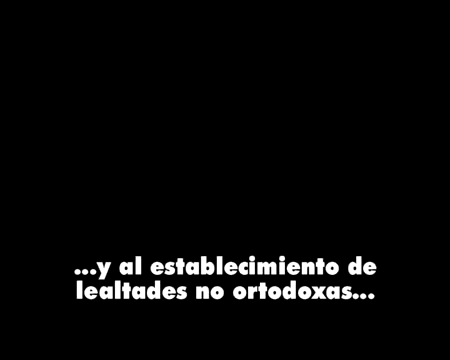 ...y al establecimiento de
lealtades no ortodoxas...